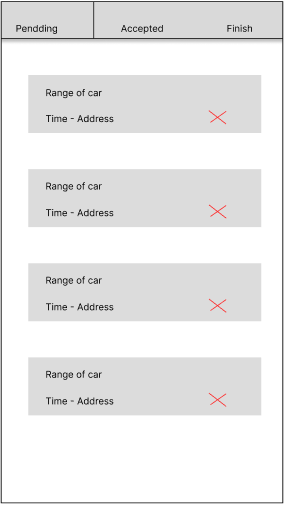 Pendding Accepted Finish
Range of car
Time - Address
Range of car
Time - Address
Range of car
Time - Address
Range of car
Time - Address